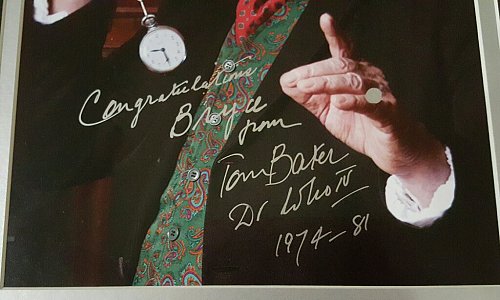 Congratulations
Bryce
from
Tom Baker
Dr Who IV
1974-81